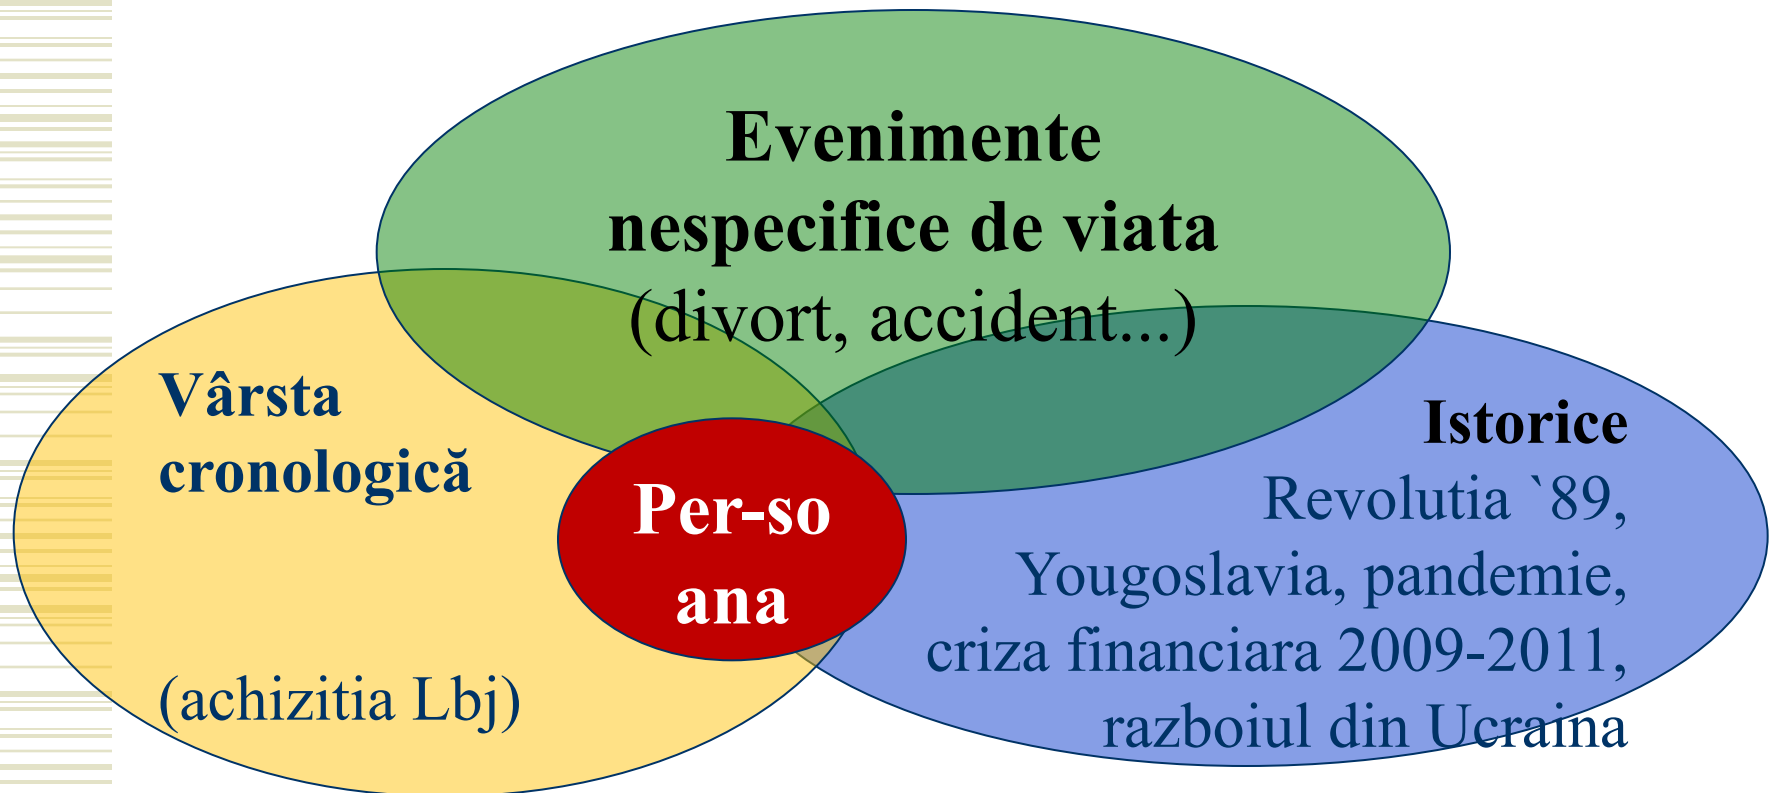 Evenimente
nespecifice de viata
(divort, accident...)
Vârsta
cronologică
(achizitia Lbj)
Per-so
ana
Istorice
Revolutia `89,
Yougoslavia, pandemie,
criza financiara 2009-2011,
razboiul din Ucraina